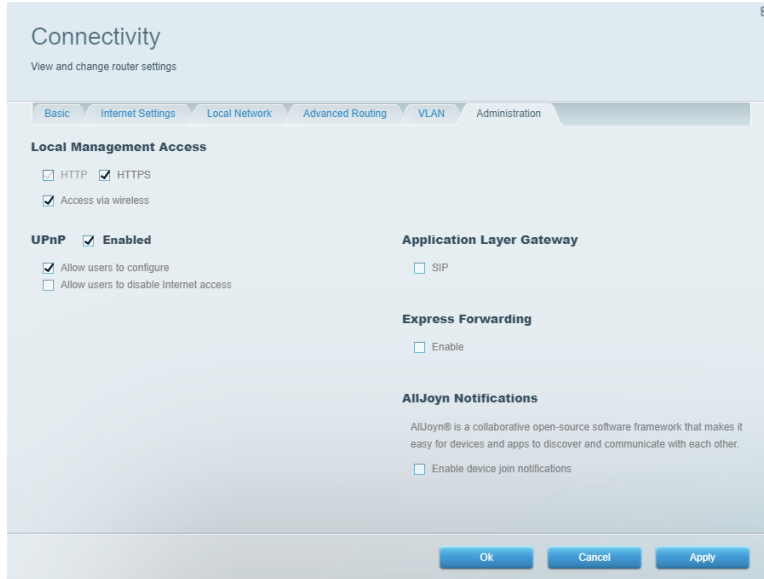 Connectivity
View and change router settings
Basic Internet Settings Local Network Advanced Routing VLAN Administration
Local Management Access
HTTP HTTPS
Access via wireless
UPnP Enabled
Allow users to configure
Allow users to disable Internet access
Application Layer Gateway
SIP
Express Forwarding
Enable
AllJoyn Notifications
AllJoyn® is a collaborative open-source software framework that makes it
easy for devices and apps to discover and communicate with each other.
Enable device join notifications
Ok Cancel Apply